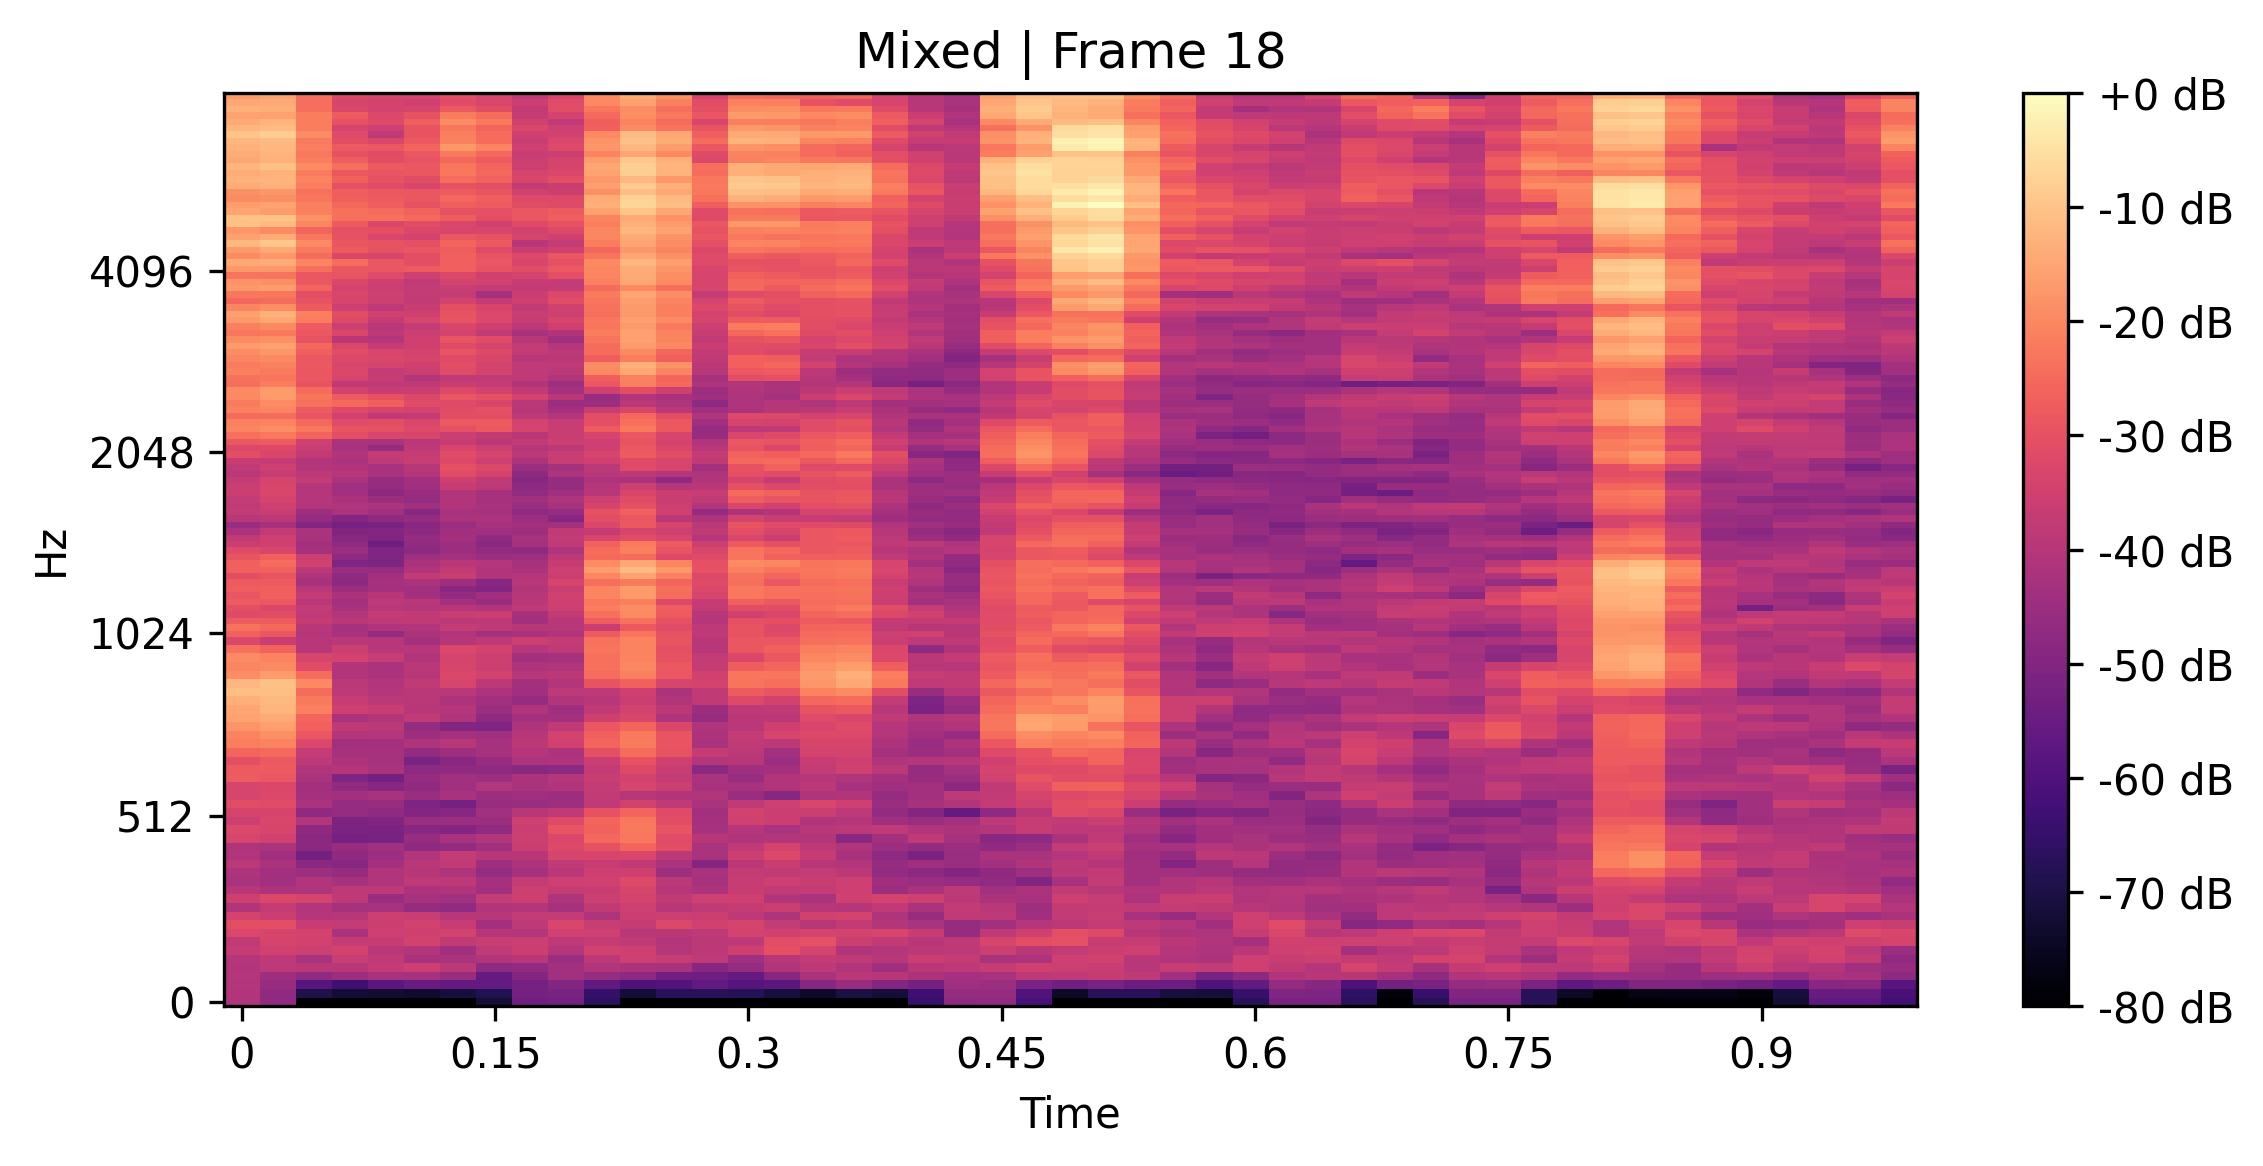 Mixed | Frame 18
Hz
4096
2048
1024
512
0
0 0.15 0.3 0.45 0.6 0.75 0.9
Time
+0 dB
-10 dB
-20 dB
-30 dB
-40 dB
-50 dB
-60 dB
-70 dB
-80 dB